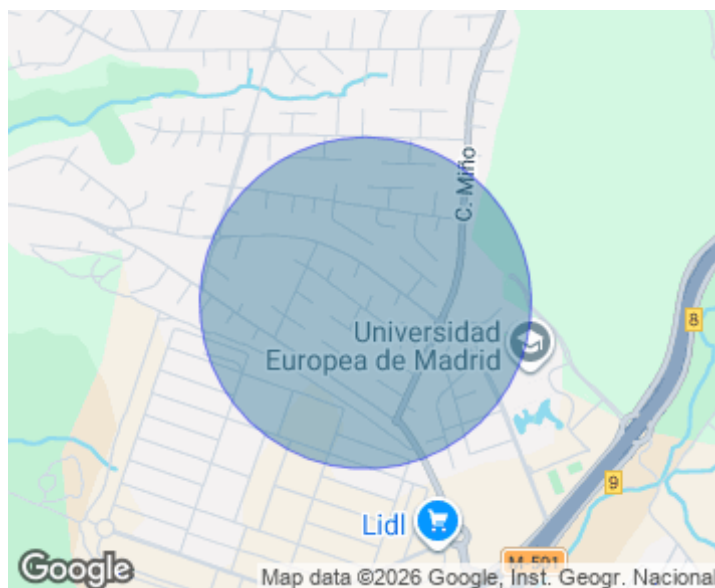 C. Miño
8
Universidad
Europea de Madrid
9
Lidl
M-501
Google
Map data ©2026 Google, Inst. Geogr. Nacional